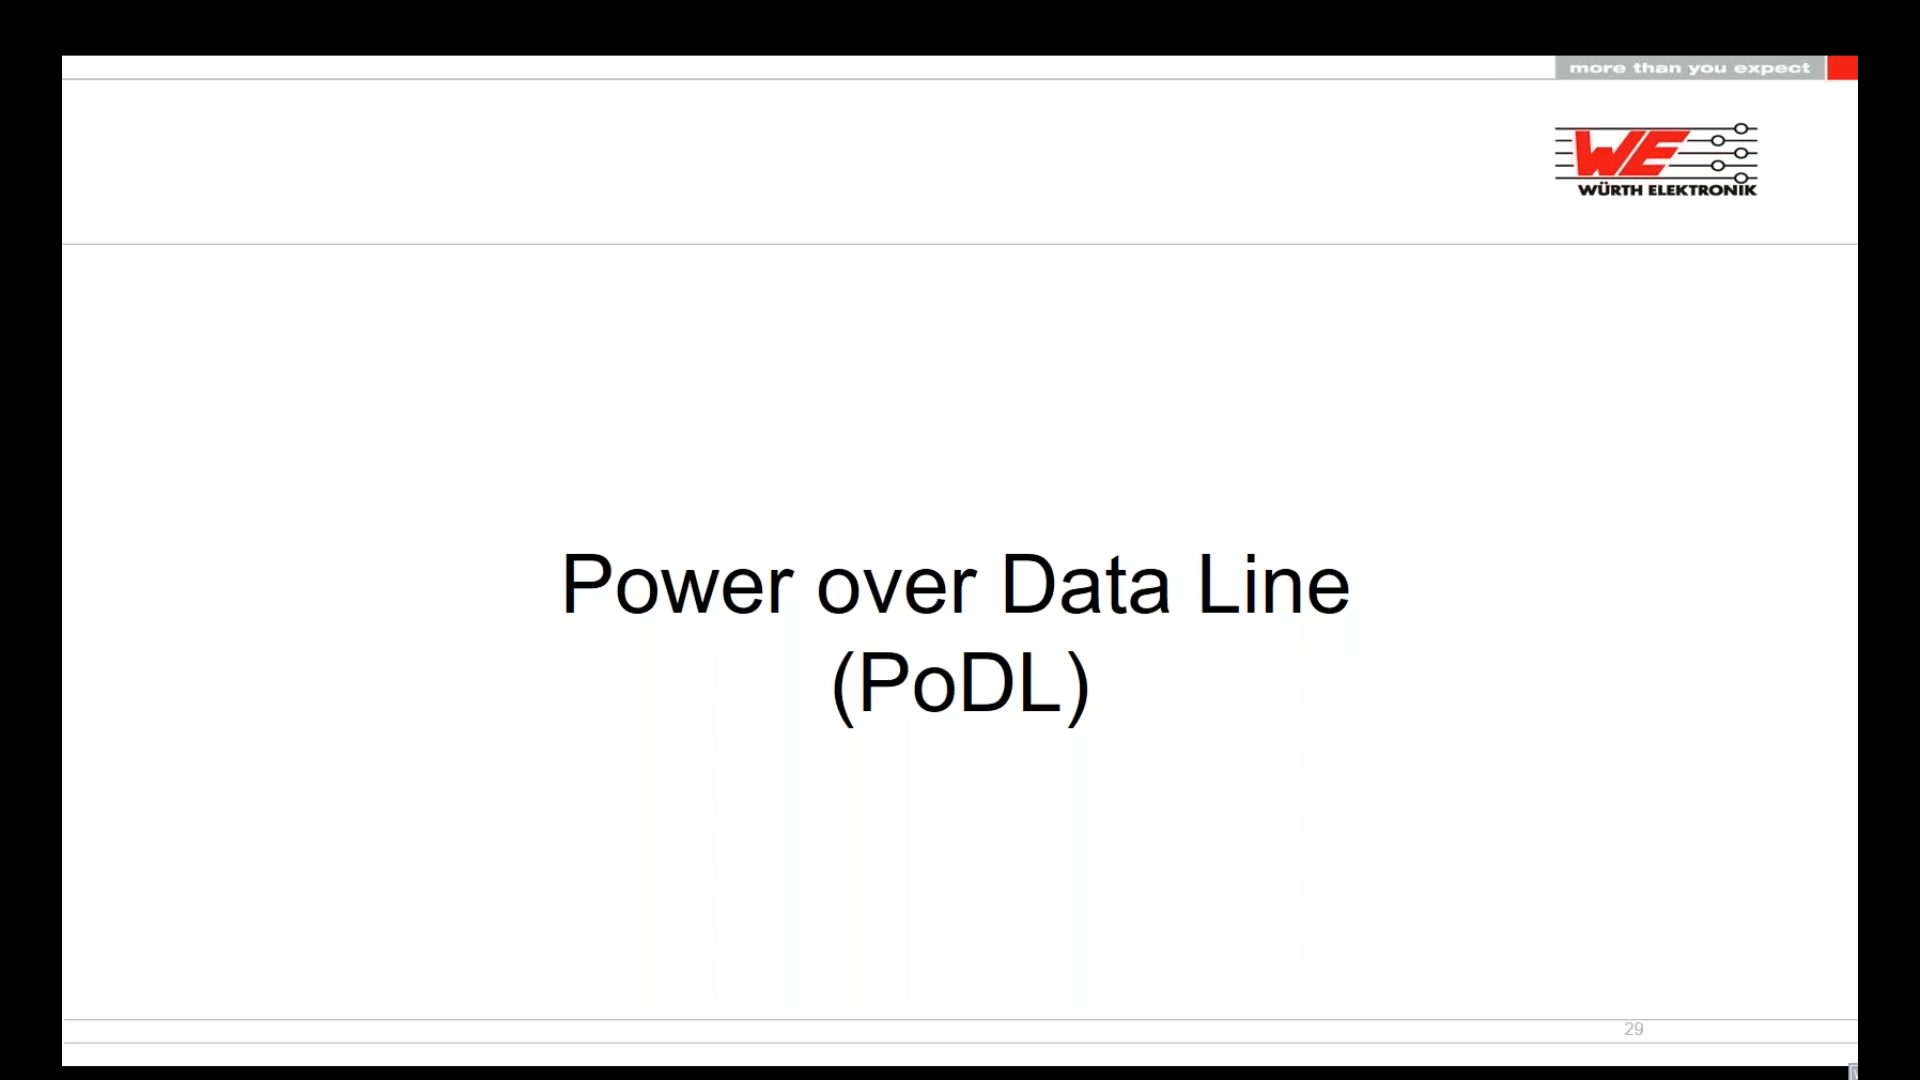 more than you expect
WE
WÜRTH ELEKTRONIK
Power over Data Line
(PoDL)
29